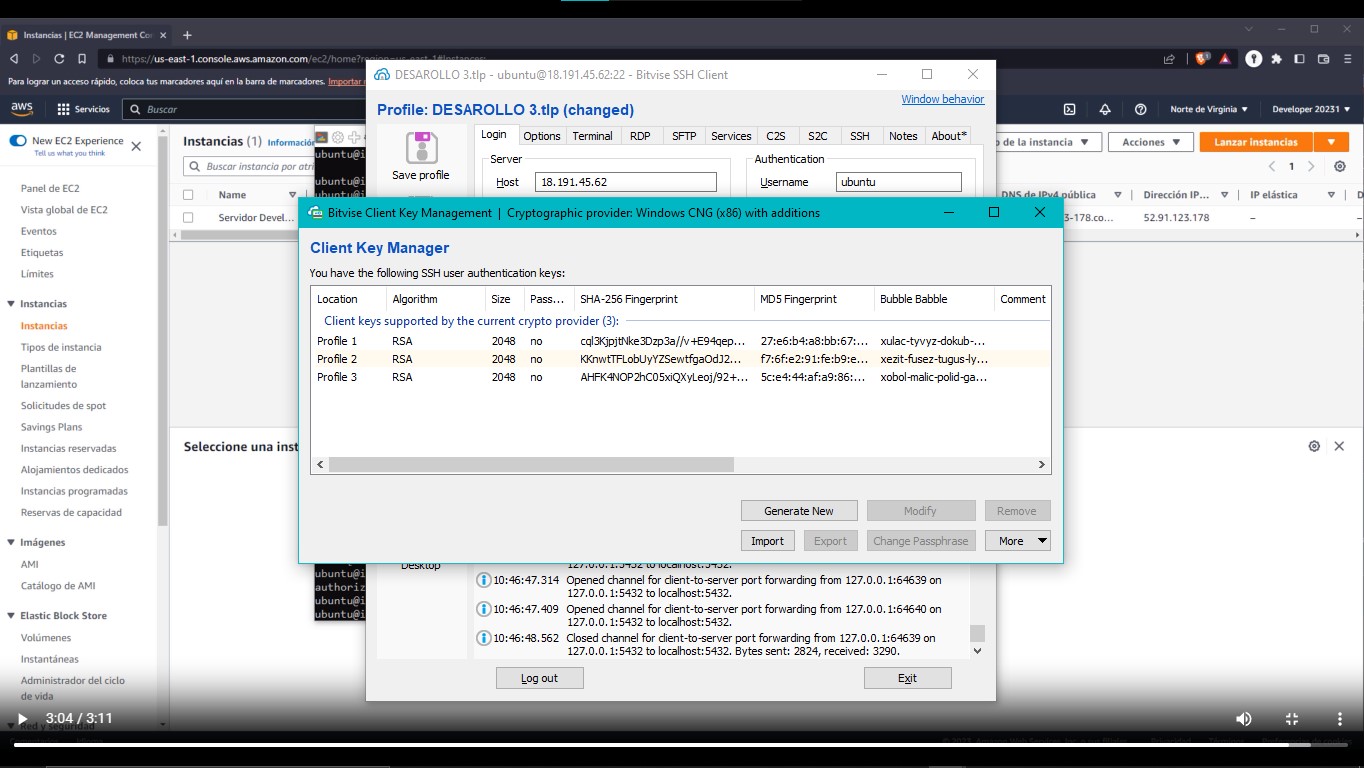 Instancias | EC2 Management Co
https://us-east-1.console.aws.amazon.com/ec2/home?region=us-east-1#Instances:
Para lograr un acceso rápido, coloca tus marcadores aquí en la barra de marcadores. Importar
aws
Servicios
Buscar
Norte de Virginia
Developer 20231
New EC2 Experience
Tell us what you think
Panel de EC2
Vista global de EC2
Eventos
Etiquetas
Límites
Instancias
Instancias
Tipos de instancia
Plantillas de
lanzamiento
Solicitudes de spot
Savings Plans
Instancias reservadas
Alojamientos dedicados
Instancias programadas
Reservas de capacidad
Imágenes
AMI
Catálogo de AMI
Elastic Block Store
Volúmenes
Instantáneas
Administrador del ciclo
de vida
Red y seguridad
Instancias (1) Información
Buscar instancia por atri
Name
Servidor Devel...
o de la instancia
Acciones
Lanzar instancias
1
DNS de IPv4 pública
Dirección IP...
IP elástica
D
3-178.co...
52.91.123.178
–
–
Seleccione una inst
ubuntu@i
ubuntu@i
ubuntu@i
authoriz
ubuntu@i
ubuntu@i
DESAROLLO 3.tlp - ubuntu@18.191.45.62:22 - Bitvise SSH Client
Profile: DESAROLLO 3.tlp (changed)
Window behavior
Save profile
Login
Options
Terminal
RDP
SFTP
Services
C2S
S2C
SSH
Notes
About*
Server
Authentication
Host
18.191.45.62
Username
ubuntu
Bitvise Client Key Management | Cryptographic provider: Windows CNG (x86) with additions
Client Key Manager
You have the following SSH user authentication keys:
Location Algorithm Size Pass... SHA-256 Fingerprint MD5 Fingerprint Bubble Babble Comment
Client keys supported by the current crypto provider (3):
Profile 1 RSA 2048 no cql3KjpjtNke3Dzp3a//v+E94qep... 27:e6:b4:a8:bb:67:... xulac-tyvyz-dokub-...
Profile 2 RSA 2048 no KKnwtTFLobUyYZSewtfgaOdJ2... f7:6f:e2:91:fe:b9:e... xezit-fusez-tugus-ly...
Profile 3 RSA 2048 no AHFK4NOP2hC05xiQXyLeoj/92+... 5c:e4:44:af:a9:86:... xobol-malic-polid-ga...
Generate New
Modify
Remove
Import
Export
Change Passphrase
More
Desktop
127.0.0.1:5432 to localhost:5432.
10:46:47.314 Opened channel for client-to-server port forwarding from 127.0.0.1:64639 on
127.0.0.1:5432 to localhost:5432.
10:46:47.409 Opened channel for client-to-server port forwarding from 127.0.0.1:64640 on
127.0.0.1:5432 to localhost:5432.
10:46:48.562 Closed channel for client-to-server port forwarding from 127.0.0.1:64639 on
127.0.0.1:5432 to localhost:5432. Bytes sent: 2824, received: 3290.
Log out
Exit
3:04 / 3:11